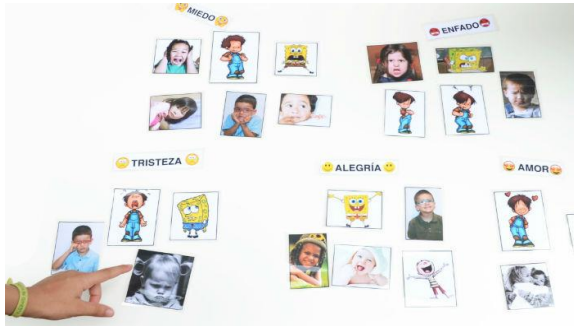 MIEDO
ENFADO
TRISTEZA
ALEGRÍA
AMOR